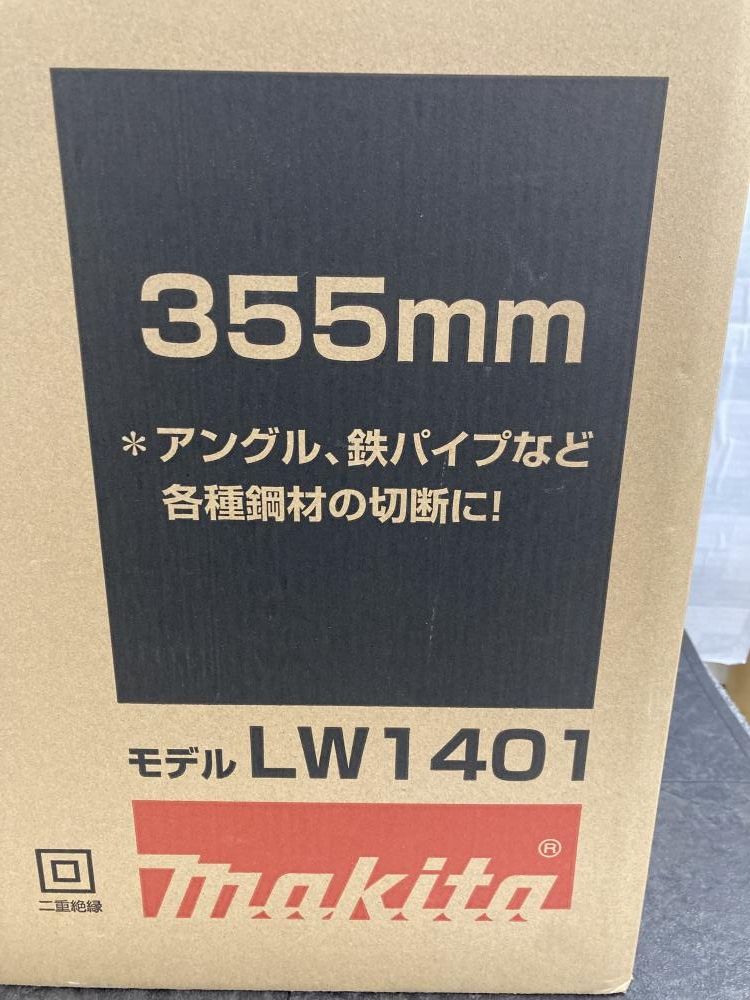 355mm
*アングル、鉄パイプなど
各種鋼材の切断に!
モデル LW1401
makita®
二重絶縁